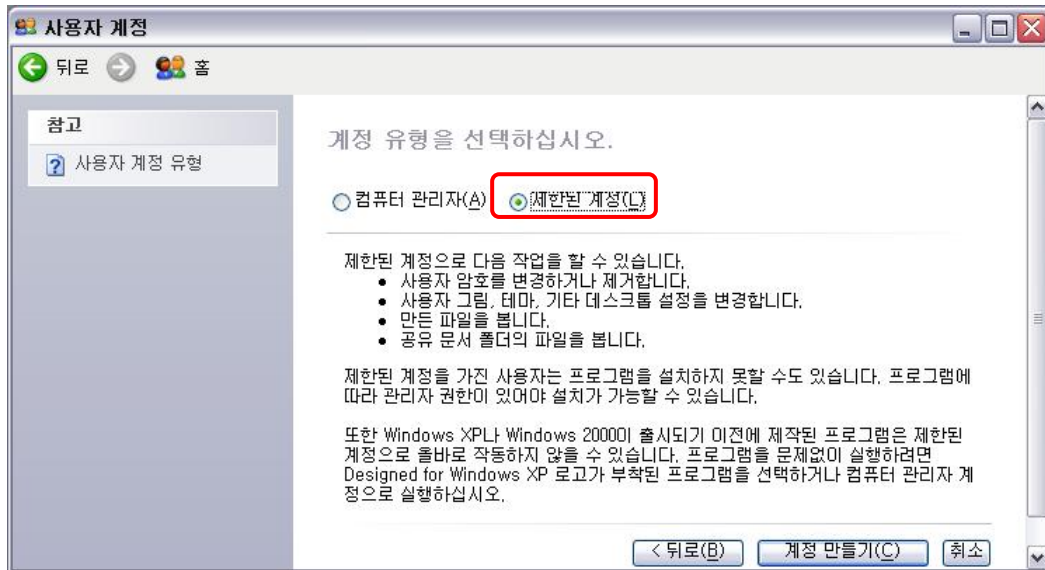 사용자 계정
뒤로 홈
참고
사용자 계정 유형
계정 유형을 선택하십시오.
컴퓨터 관리자(A) 제한된 계정(L)
제한된 계정으로 다음 작업을 할 수 있습니다.
• 사용자 암호를 변경하거나 제거합니다.
• 사용자 그림, 테마, 기타 데스크톱 설정을 변경합니다.
• 만든 파일을 봅니다.
• 공유 문서 폴더의 파일을 봅니다.
제한된 계정을 가진 사용자는 프로그램을 설치하지 못할 수도 있습니다. 프로그램에
따라 관리자 권한이 있어야 설치가 가능할 수 있습니다.
또한 Windows XP나 Windows 2000이 출시되기 이전에 제작된 프로그램은 제한된
계정으로 올바로 작동하지 않을 수 있습니다. 프로그램을 문제없이 실행하려면
Designed for Windows XP 로고가 부착된 프로그램을 선택하거나 컴퓨터 관리자 계
정으로 실행하십시오.
< 뒤로(B) 계정 만들기(C) 취소